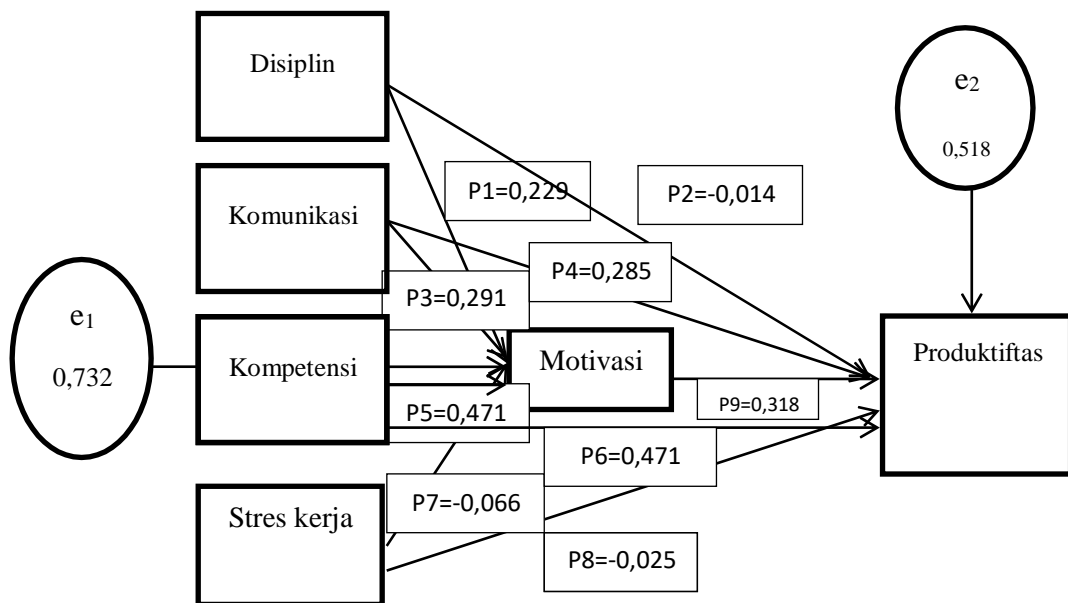 Disiplin
e₂
0,518
P1=0,229
P2=-0,014
Komunikasi
P4=0,285
P3=0,291
e₁
0,732
Kompetensi
Motivasi
Produktiftas
P5=0,471
P9=0,318
P6=0,471
P7=-0,066
Stres kerja
P8=-0,025